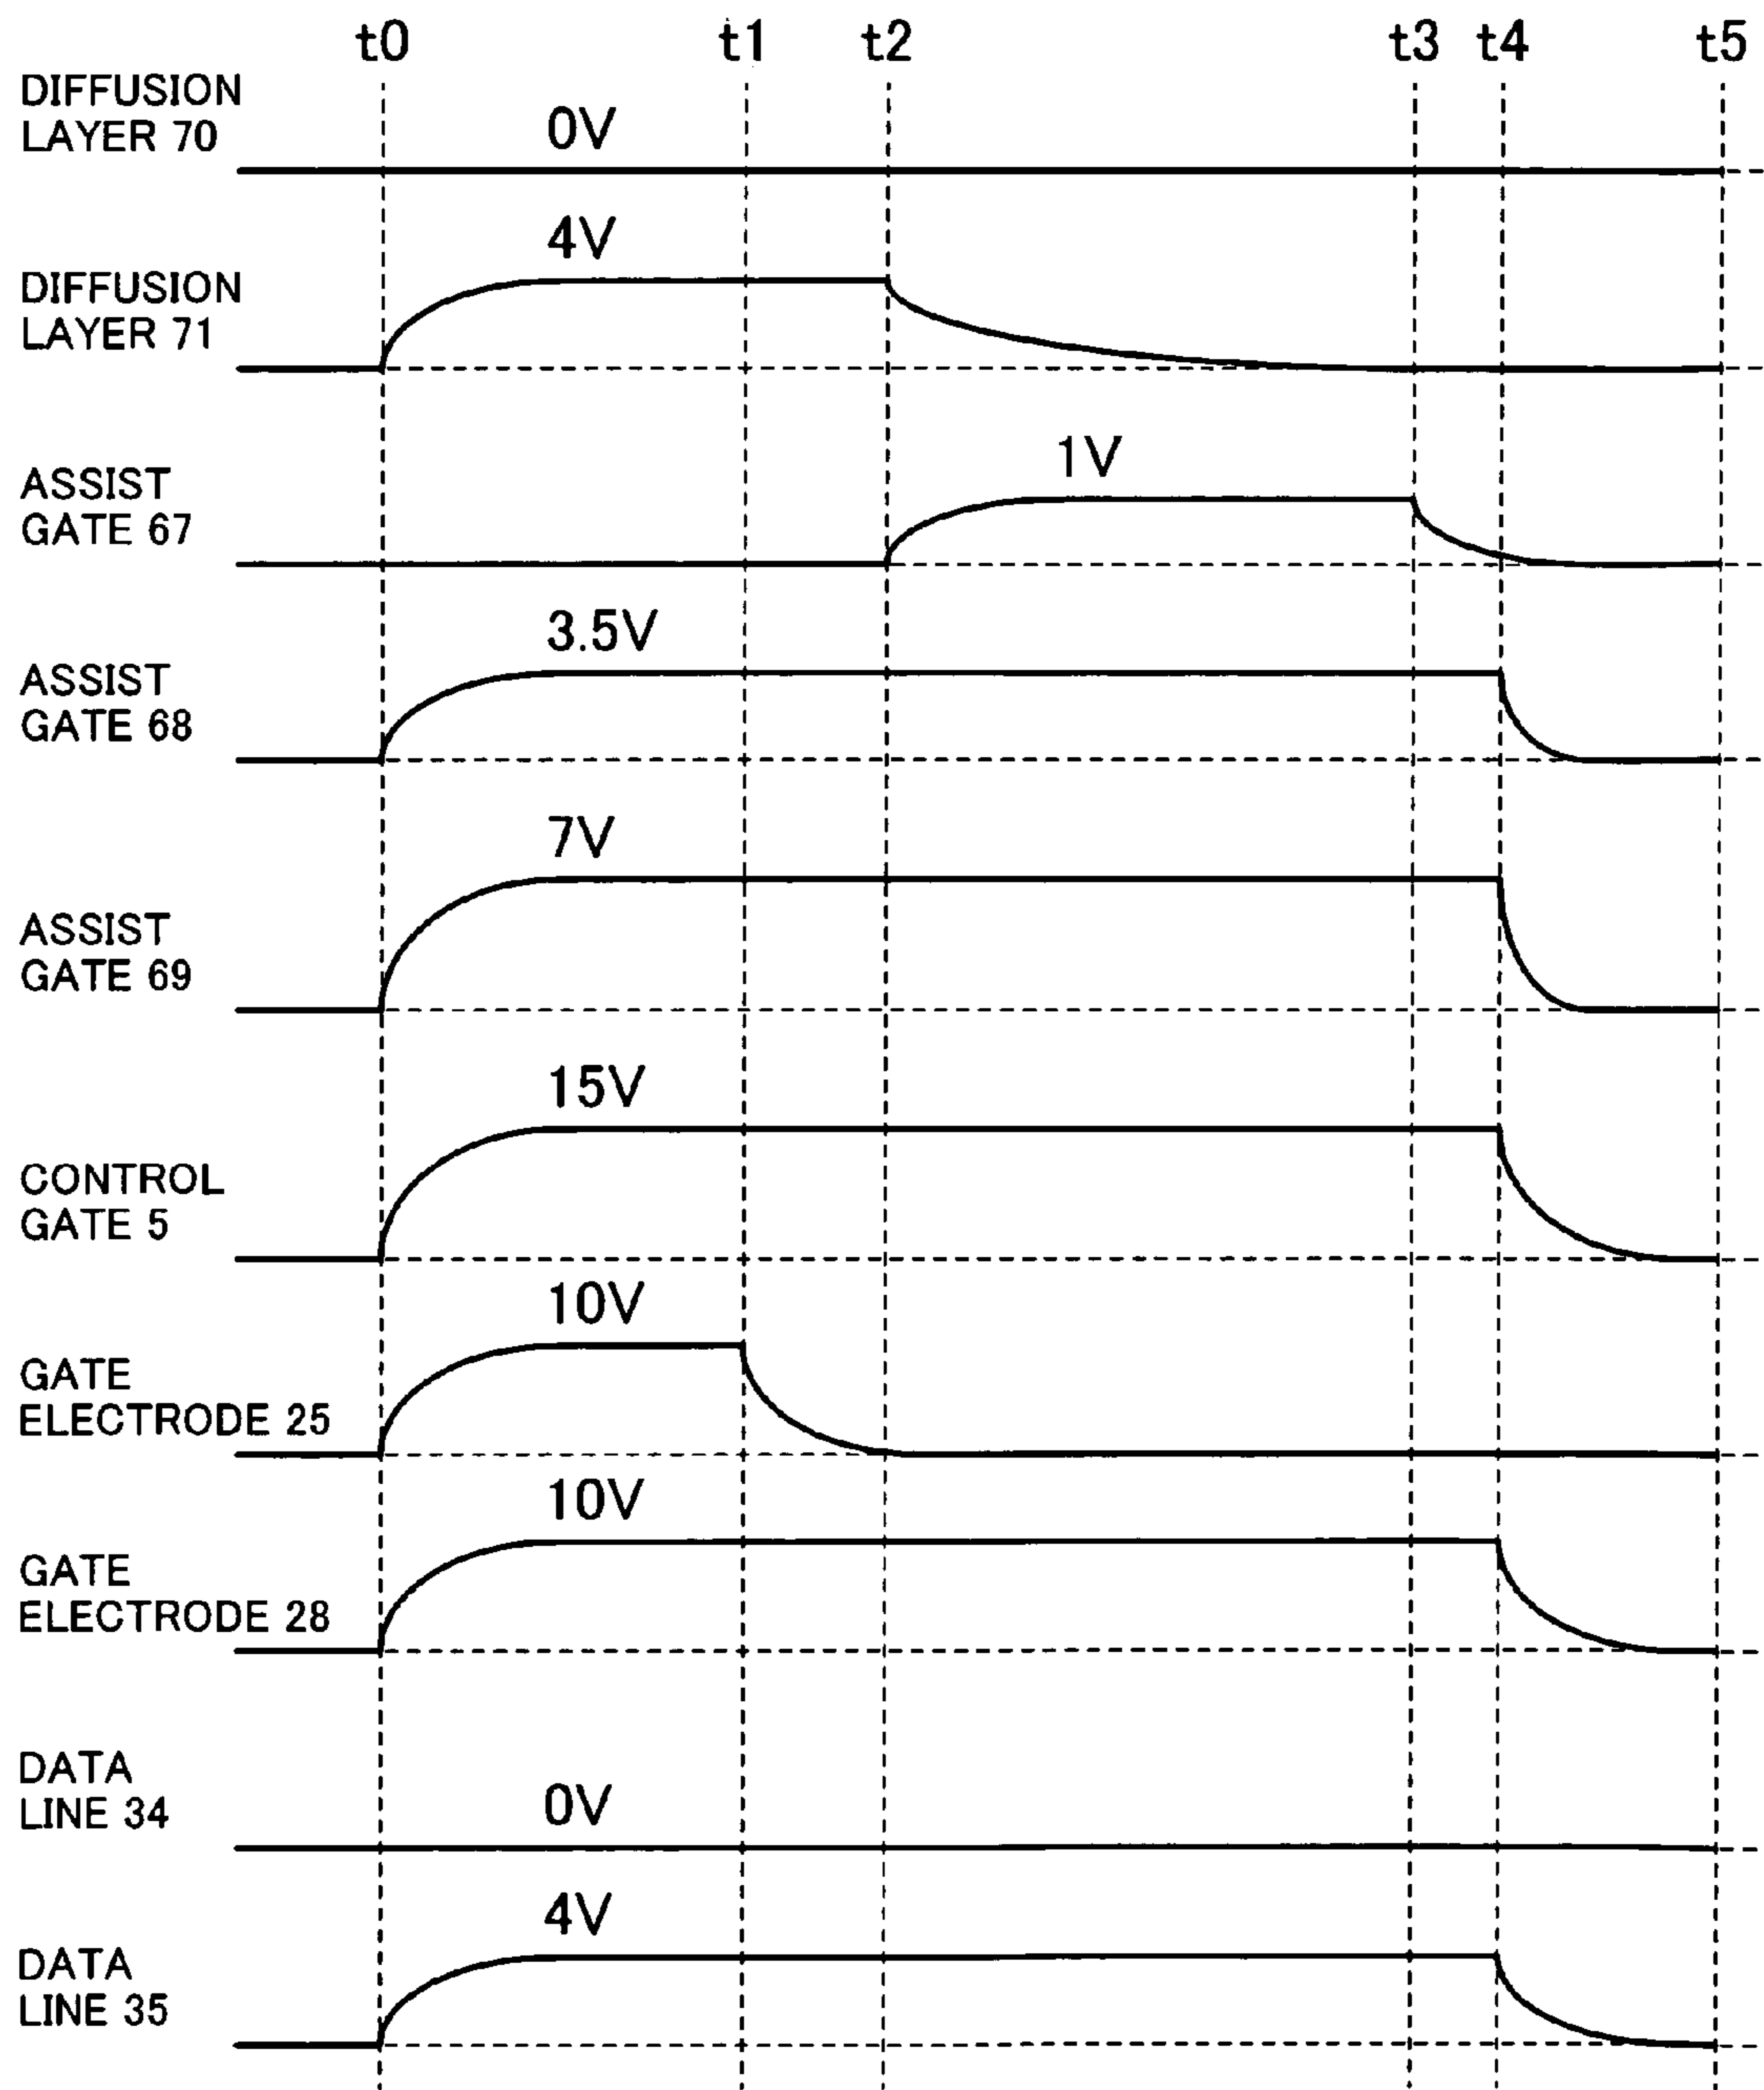 t0 t1 t2 t3 t4 t5
DIFFUSION
LAYER 70
0V
DIFFUSION
LAYER 71
4V
ASSIST
GATE 67
1V
ASSIST
GATE 68
3.5V
ASSIST
GATE 69
7V
CONTROL
GATE 5
15V
GATE
ELECTRODE 25
10V
GATE
ELECTRODE 28
10V
DATA
LINE 34
0V
DATA
LINE 35
4V